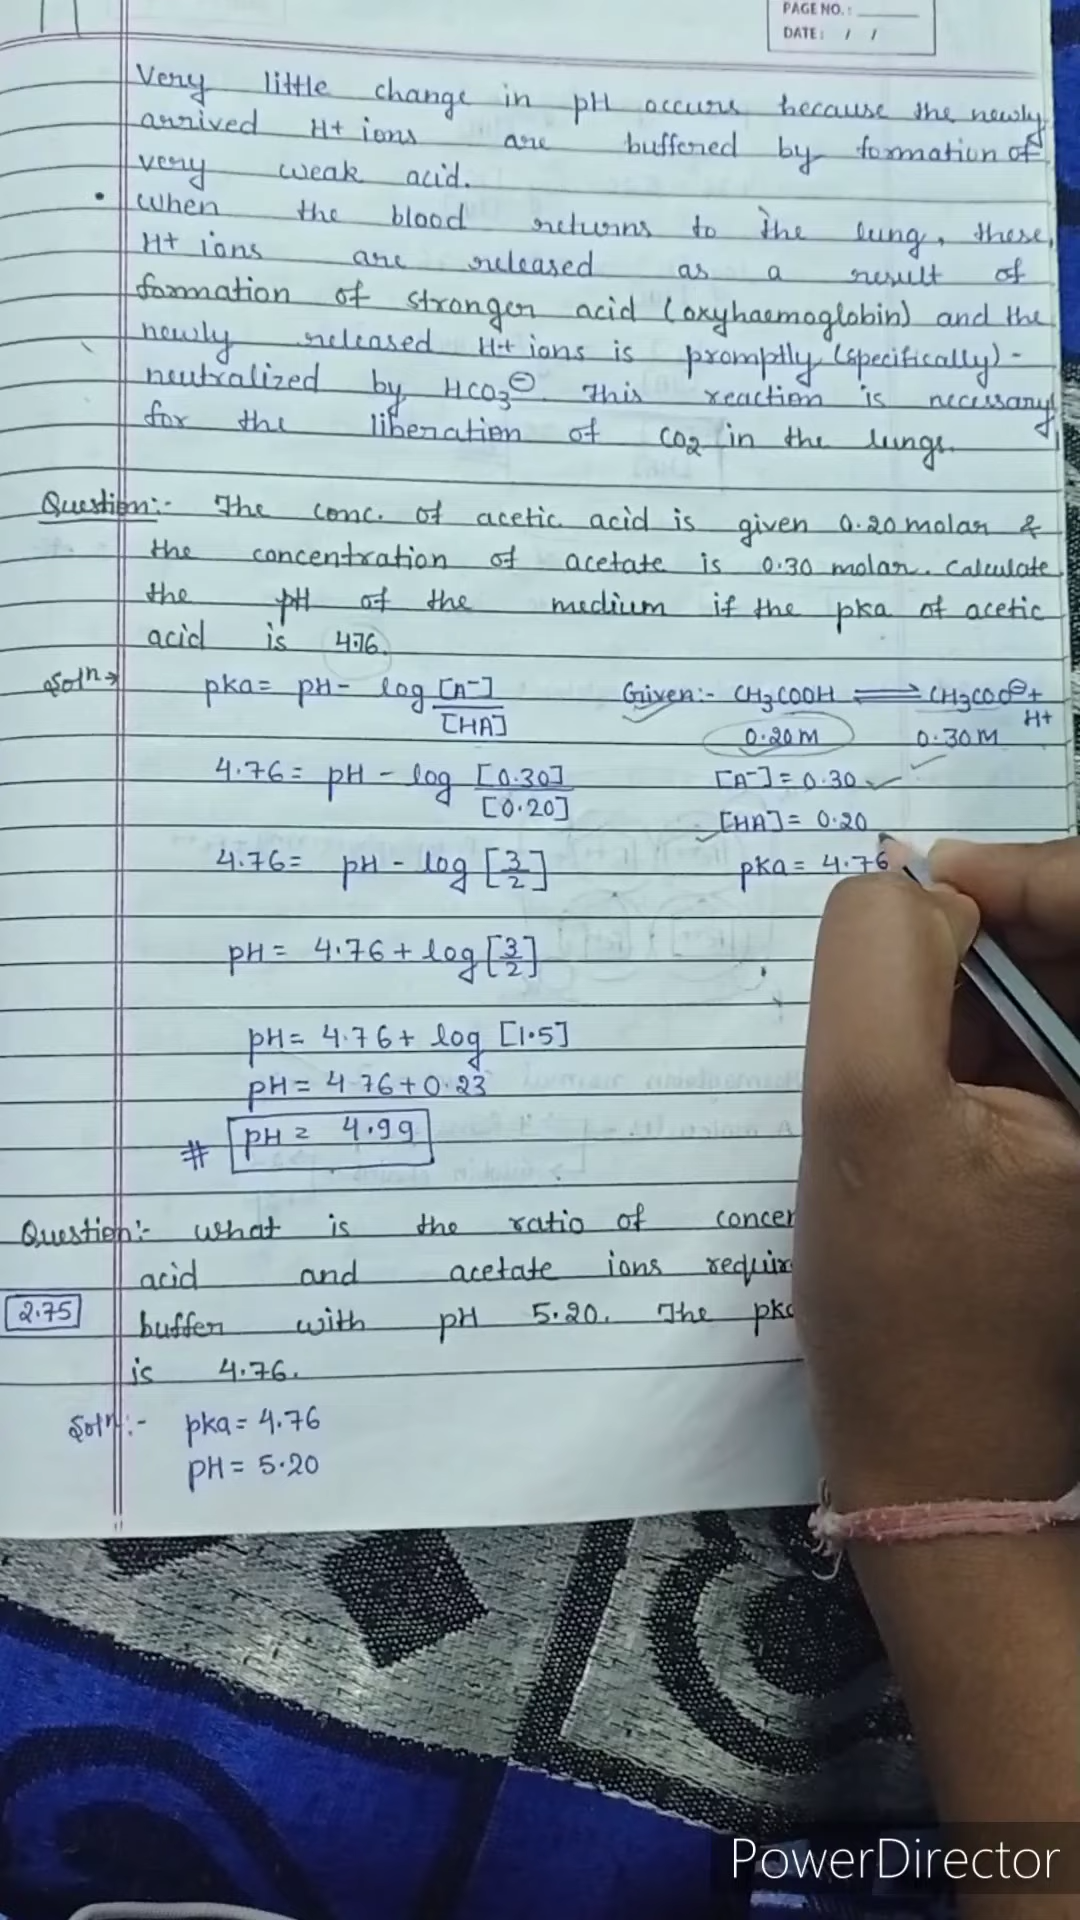 PAGE NO.:
DATE: / /
Very little change in pH occurs because the newly
arrived H+ ions are buffered by formation of
very weak acid.
• When the blood returns to the lung, these,
H+ ions are released as a result of
formation of stronger acid (oxyhaemoglobin) and the
newly released H+ ions is promptly (specifically) -
neutralized by HCO3⊖. This reaction is necessary
for the liberation of CO2 in the lungs.
Question:- The conc. of acetic acid is given 0.20 molar &
the concentration of acetate is 0.30 molar. Calculate
the pH of the medium if the pka of acetic
acid is 4.76.
Soln→ pka= pH- log [A-]/[HA] Given:- CH3COOH ⇌ CH3COO⊖+
H+
0.20M 0.30M
4.76= pH - log [0.30]/[0.20] [A-]= 0.30 ✓
[HA]= 0.20
4.76= pH - log [3/2] pKa = 4.76
pH= 4.76 + log [3/2]
pH= 4.76 + log [1.5]
pH= 4.76+0.23
# pH = 4.99
Question:- What is the ratio of concen
acid and acetate ions requir
2.75 buffer with pH 5.20. The pka
is 4.76.
Soln:- pka= 4.76
pH= 5.20
PowerDirector